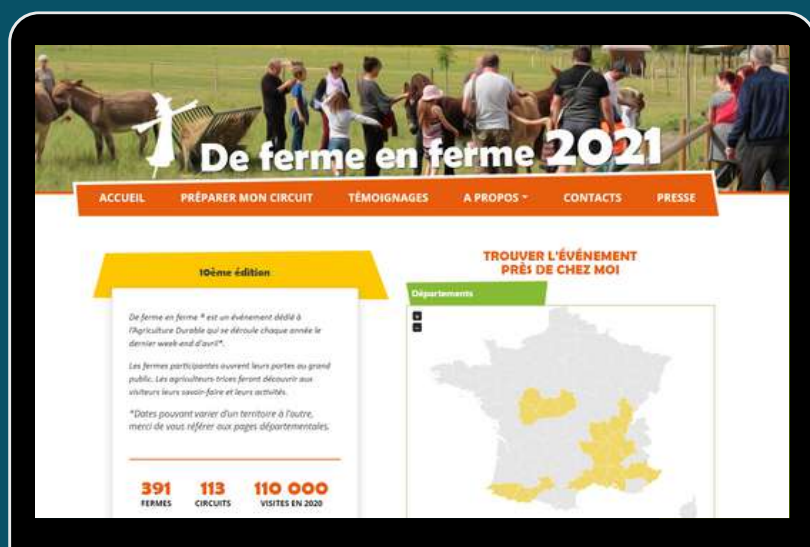 De ferme en ferme 2021
ACCUEIL PRÉPARER MON CIRCUIT TÉMOIGNAGES A PROPOS CONTACTS PRESSE
10ème édition
De ferme en ferme ® est un événement dédié à
l'Agriculture Durable qui se déroule chaque année le
dernier week-end d'avril*.
Les fermes participantes ouvrent leurs portes au grand
public. Les agriculteurs·trices feront découvrir aux
visiteurs leurs savoir-faire et leurs activités.
*Dates pouvant varier d'un territoire à l'autre,
merci de vous référer aux pages départementales.
391 113 110 000
FERMES CIRCUITS VISITES EN 2020
TROUVER L'ÉVÉNEMENT
PRÈS DE CHEZ MOI
Départements
+
−